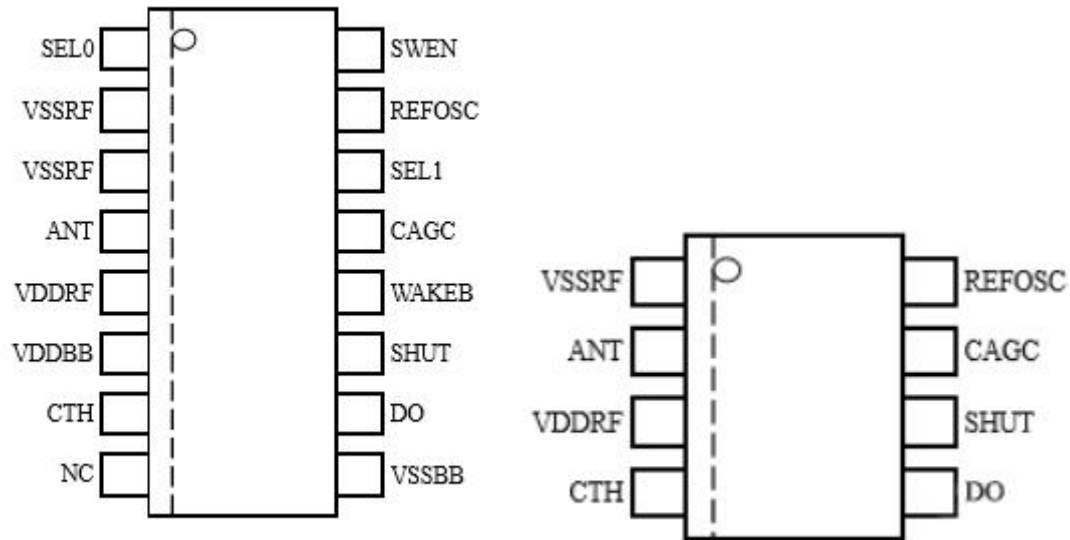 SEL0 SWEN
VSSRF REFOSC
VSSRF SEL1
ANT CAGC
VDDRF WAKEB
VDDBB SHUT
CTH DO
NC VSSBB
VSSRF REFOSC
ANT CAGC
VDDRF SHUT
CTH DO